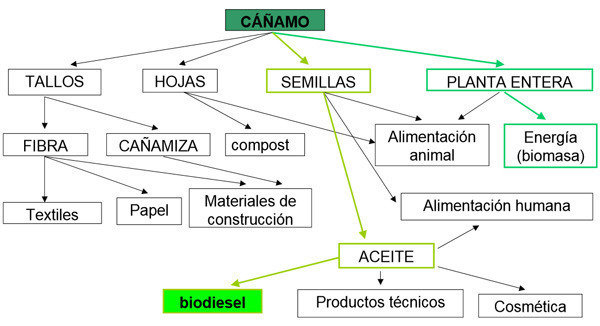 CÁÑAMO
TALLOS
HOJAS
SEMILLAS
PLANTA ENTERA
FIBRA
CAÑAMIZA
compost
Alimentación
animal
Energía
(biomasa)
Textiles
Papel
Materiales de
construcción
Alimentación humana
ACEITE
biodiesel
Productos técnicos
Cosmética